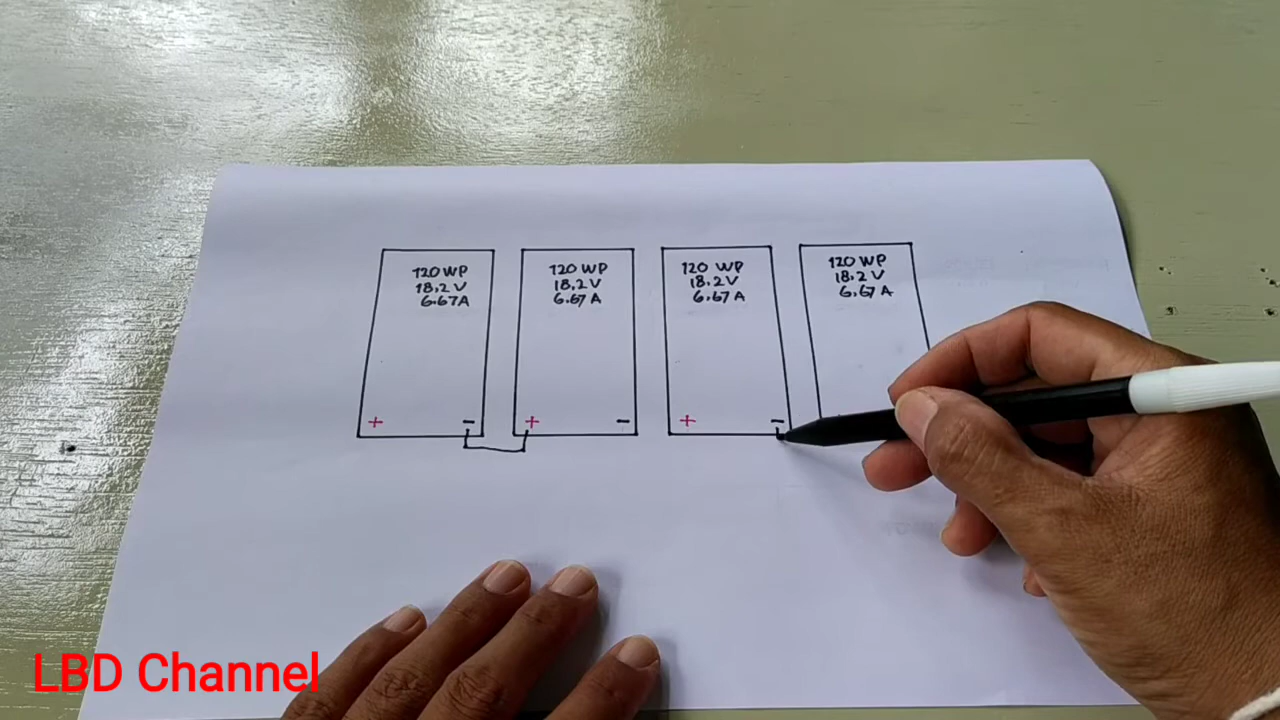 120 WP
18.2 V
6.67 A
+ -
120 WP
18.2 V
6.67 A
+ -
120 WP
18.2 V
6.67 A
+ -
120 WP
18.2 V
6.67 A
LBD Channel